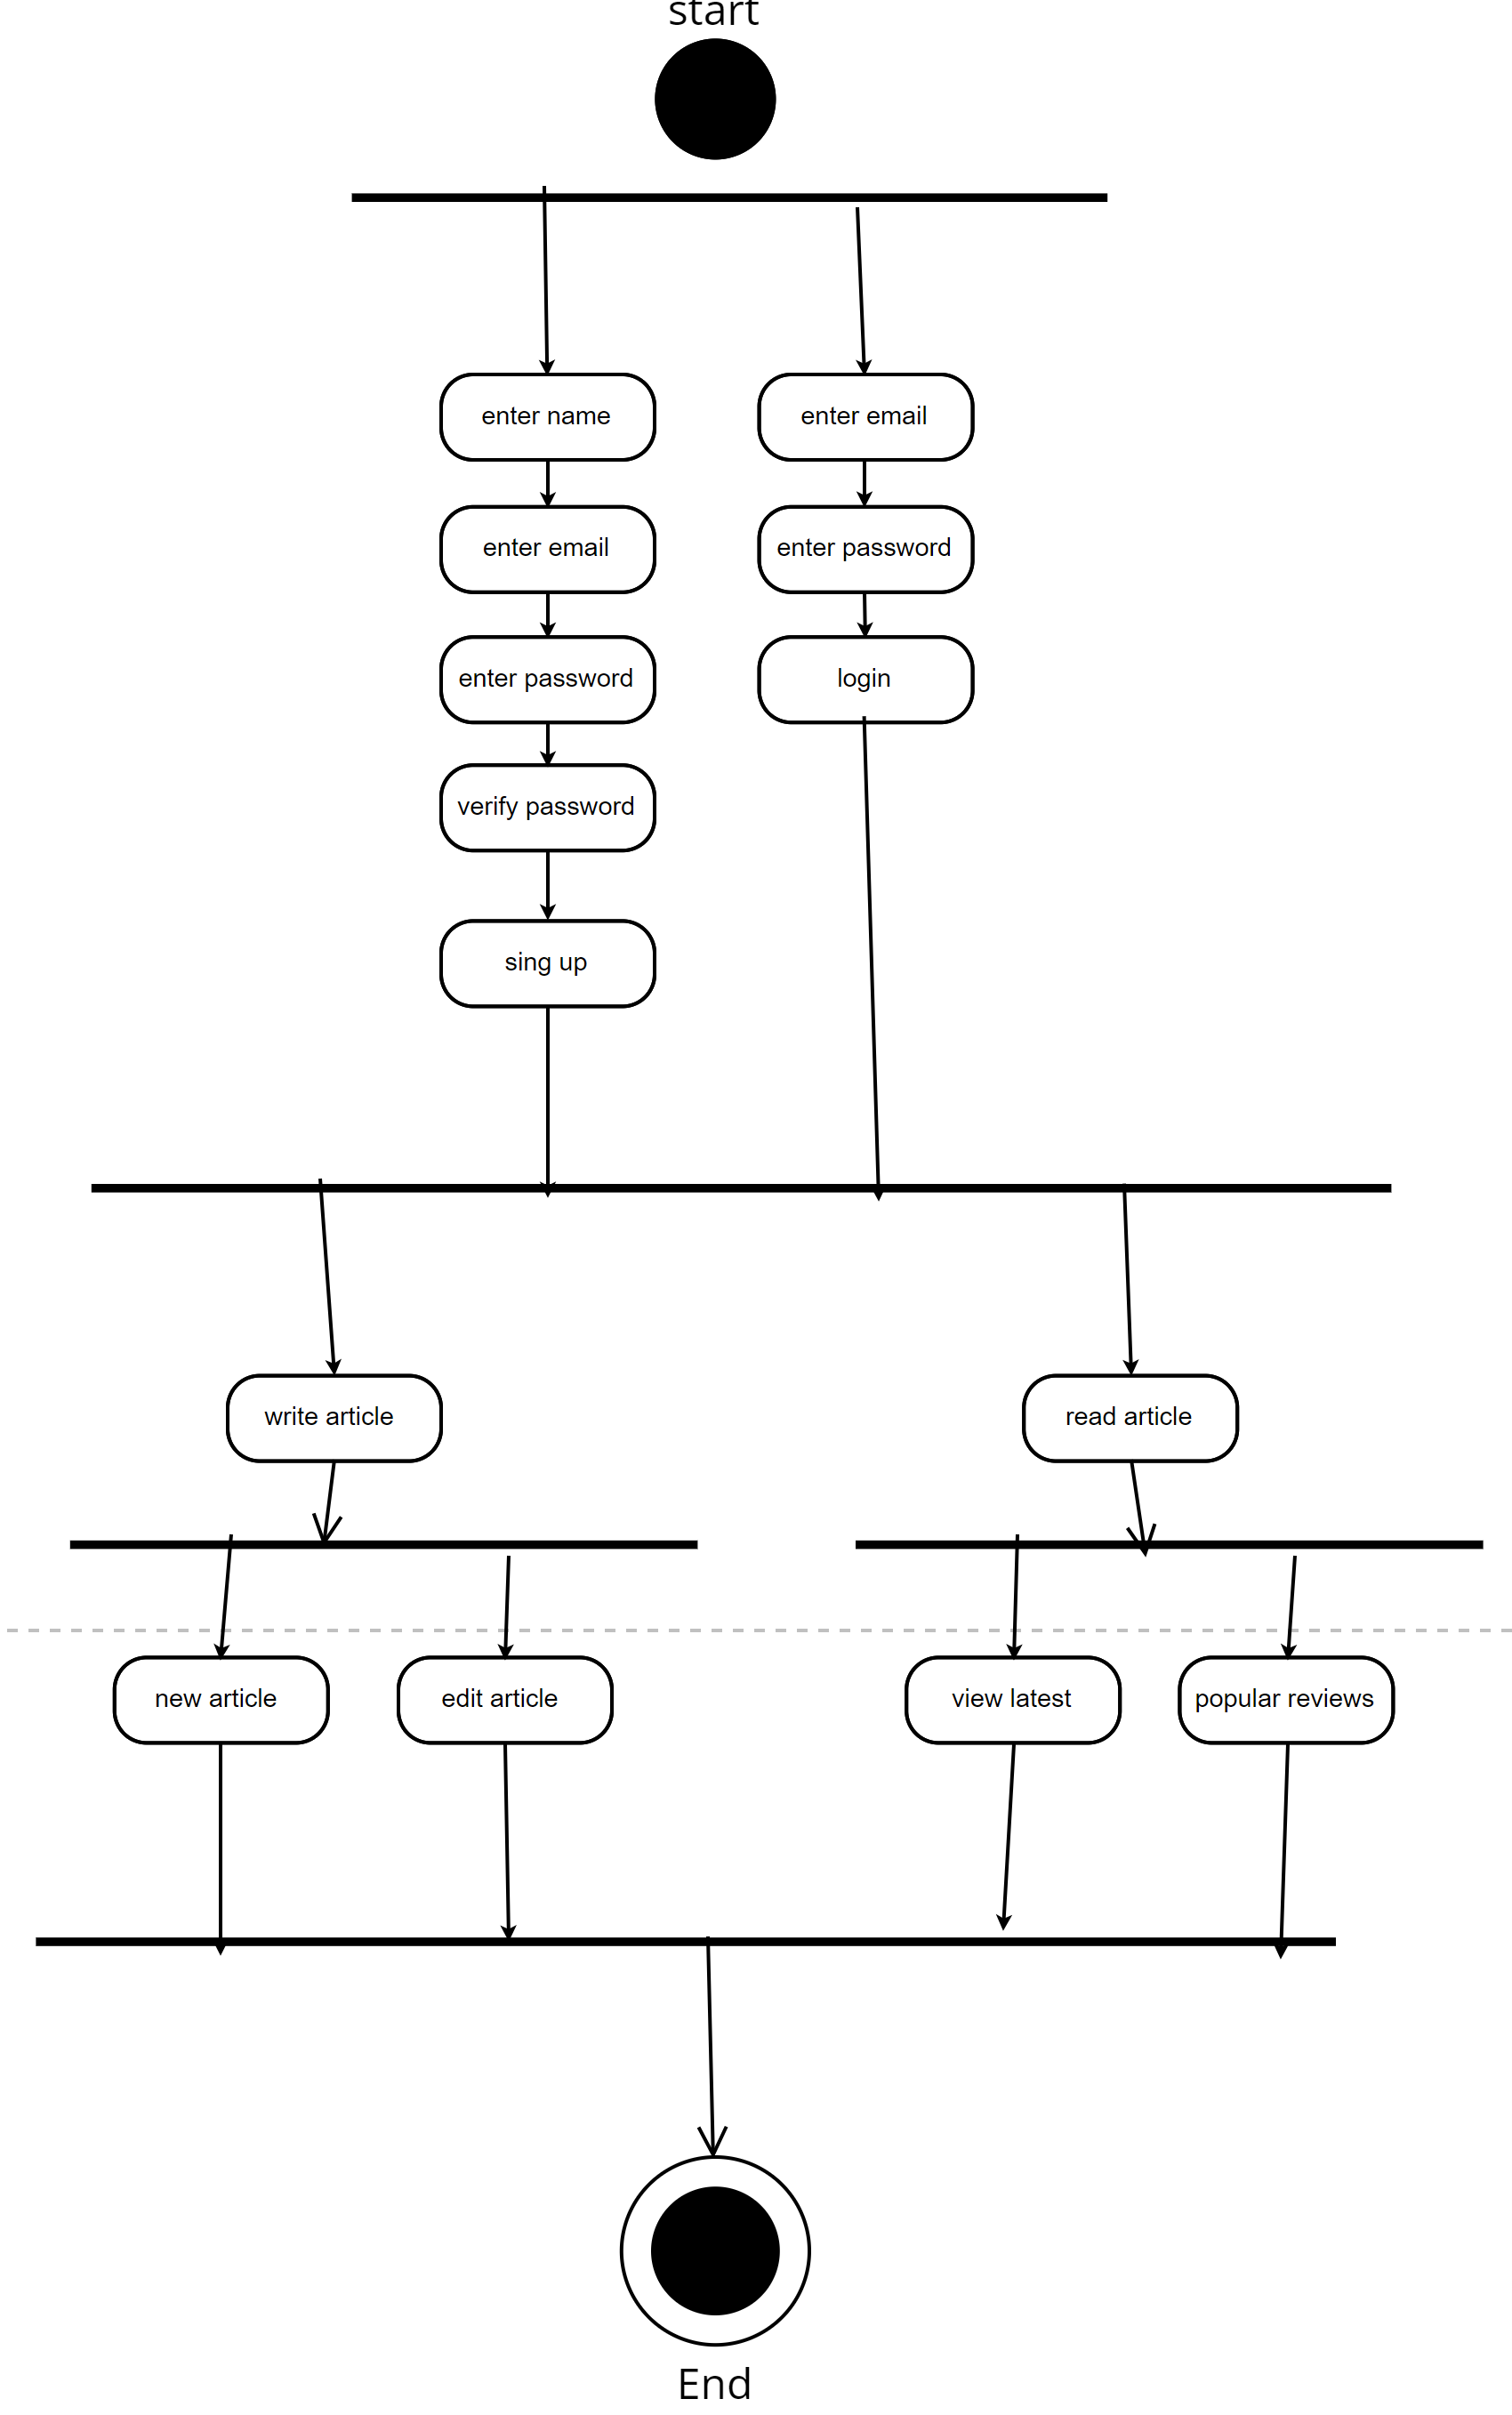 start
enter name
enter email
enter email
enter password
enter password
login
verify password
sing up
write article
read article
new article
edit article
view latest
popular reviews
End